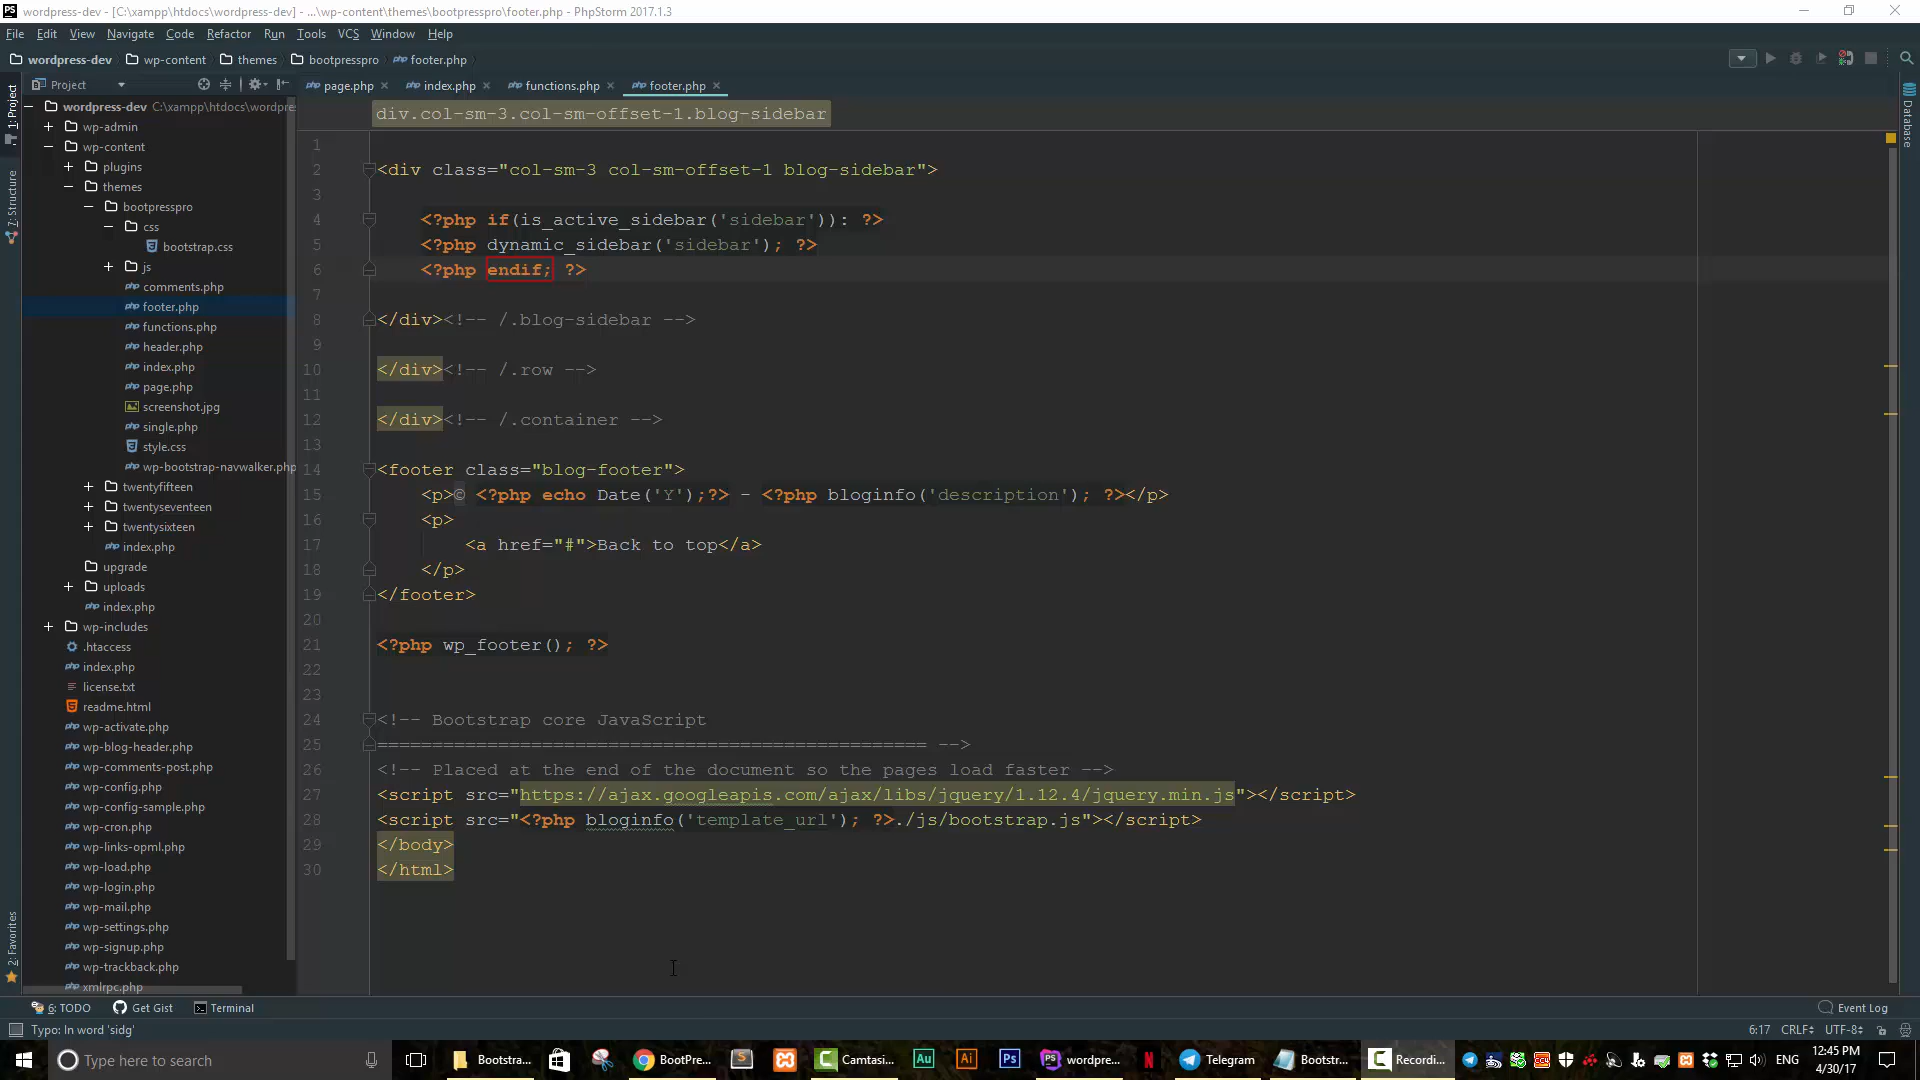 wordpress-dev - [C:\xampp\htdocs\wordpress-dev] - ...\wp-content\themes\bootpresspro\footer.php - PhpStorm 2017.1.3
File Edit View Navigate Code Refactor Run Tools VCS Window Help
wordpress-dev wp-content themes bootpresspro footer.php
Project
page.php index.php functions.php footer.php
1: Project
7: Structure
2: Favorites
Database
wordpress-dev C:\xampp\htdocs\wordpre
wp-admin
wp-content
plugins
themes
bootpresspro
css
bootstrap.css
js
comments.php
footer.php
functions.php
header.php
index.php
page.php
screenshot.jpg
single.php
style.css
wp-bootstrap-navwalker.php
twentyfifteen
twentyseventeen
twentysixteen
index.php
upgrade
uploads
index.php
wp-includes
.htaccess
index.php
license.txt
readme.html
wp-activate.php
wp-blog-header.php
wp-comments-post.php
wp-config.php
wp-config-sample.php
wp-cron.php
wp-links-opml.php
wp-load.php
wp-login.php
wp-mail.php
wp-settings.php
wp-signup.php
wp-trackback.php
xmlrpc.php
div.col-sm-3.col-sm-offset-1.blog-sidebar
1
2 <div class="col-sm-3 col-sm-offset-1 blog-sidebar">
3
4 <?php if(is_active_sidebar('sidebar')): ?>
5 <?php dynamic_sidebar('sidebar'); ?>
6 <?php endif; ?>
7
8 </div><!-- /.blog-sidebar -->
9
10 </div><!-- /.row -->
11
12 </div><!-- /.container -->
13
14 <footer class="blog-footer">
15 <p>© <?php echo Date('Y');?> - <?php bloginfo('description'); ?></p>
16 <p>
17 <a href="#">Back to top</a>
18 </p>
19 </footer>
20
21 <?php wp_footer(); ?>
22
23
24 <!-- Bootstrap core JavaScript
25 ================================================== -->
26 <!-- Placed at the end of the document so the pages load faster -->
27 <script src="https://ajax.googleapis.com/ajax/libs/jquery/1.12.4/jquery.min.js"></script>
28 <script src="<?php bloginfo('template_url'); ?>./js/bootstrap.js"></script>
29 </body>
30 </html>
6: TODO Get Gist Terminal Event Log
Typo: In word 'sidg' 6:17 CRLF UTF-8
Type here to search Bootstra... BootPre... S Camtasi... Au Ai Ps wordpre... N Telegram Bootstr... Recordi... ENG 12:45 PM
4/30/17